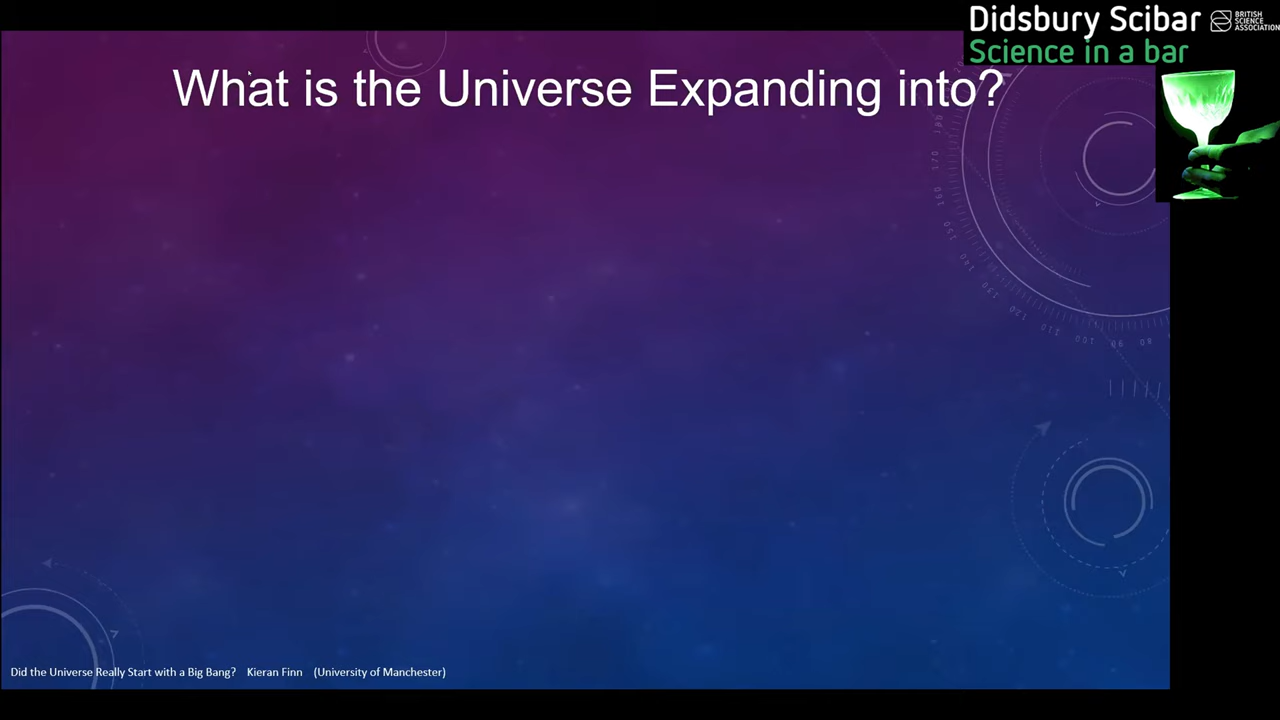 Didsbury Scibar
BRITISH
SCIENCE
ASSOCIATION
Science in a bar
What is the Universe Expanding into?
Did the Universe Really Start with a Big Bang? Kieran Finn (University of Manchester)